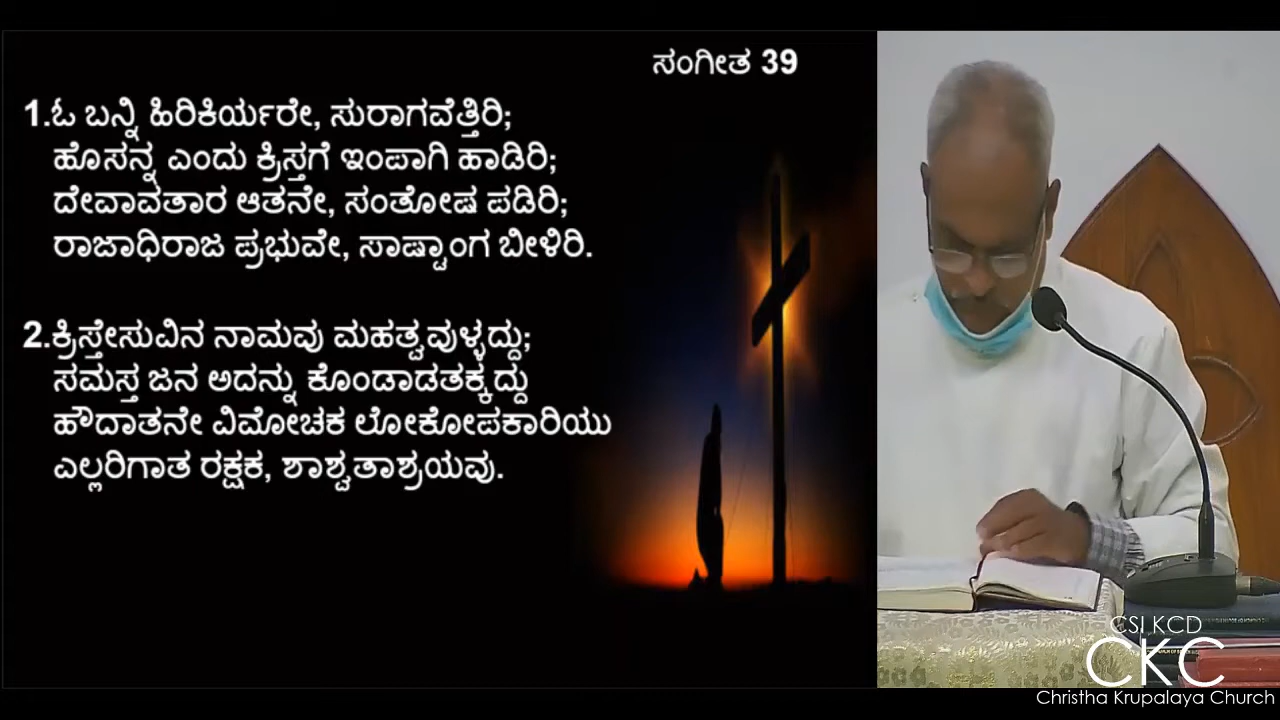 ಸಂಗೀತ 39
1.ಓ ಬನ್ನಿ ಹಿರಿಕಿರ್ಯರೇ, ಸುರಾಗವೆತ್ತಿರಿ;
ಹೊಸನ್ನ ಎಂದು ಕ್ರಿಸ್ತಗೆ ಇಂಪಾಗಿ ಹಾಡಿರಿ;
ದೇವಾವತಾರ ಆತನೇ, ಸಂತೋಷ ಪಡಿರಿ;
ರಾಜಾಧಿರಾಜ ಪ್ರಭುವೇ, ಸಾಷ್ಟಾಂಗ ಬೀಳಿರಿ.
2.ಕ್ರಿಸ್ತೇಸುವಿನ ನಾಮವು ಮಹತ್ವವುಳ್ಳದ್ದು;
ಸಮಸ್ತ ಜನ ಅದನ್ನು ಕೊಂಡಾಡತಕ್ಕದ್ದು
ಹೌದಾತನೇ ವಿಮೋಚಕ ಲೋಕೋಪಕಾರಿಯು
ಎಲ್ಲರಿಗಾತ ರಕ್ಷಕ, ಶಾಶ್ವತಾಶ್ರಯವು.
CSI KCD
CKC
Christha Krupalaya Church